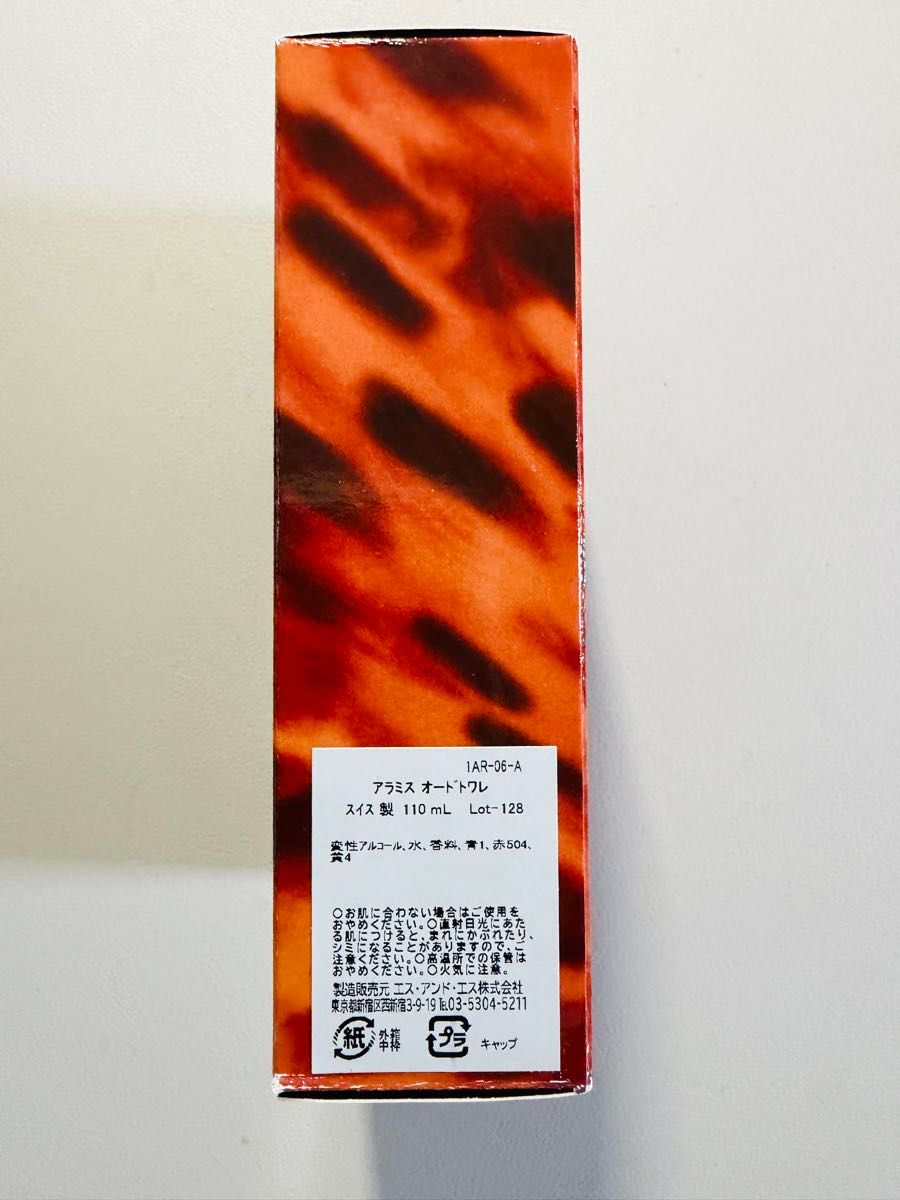 1AR-06-A
アラミス オードトワレ
スイス 製 110 mL Lot-128
変性アルコール、水、香料、青1、赤504、
黄4
○お肌に合わない場合はご使用を
おやめください。○直射日光にあた
る肌につけると、まれにかぶれたり、
シミになることがありますので、ご
注意ください。○高温所での保管は
おやめください。○火気に注意。
製造販売元 エス・アンド・エス株式会社
東京都新宿区西新宿3-9-19 ℡03-5304-5211
紙 外箱 プラ キャップ
中枠